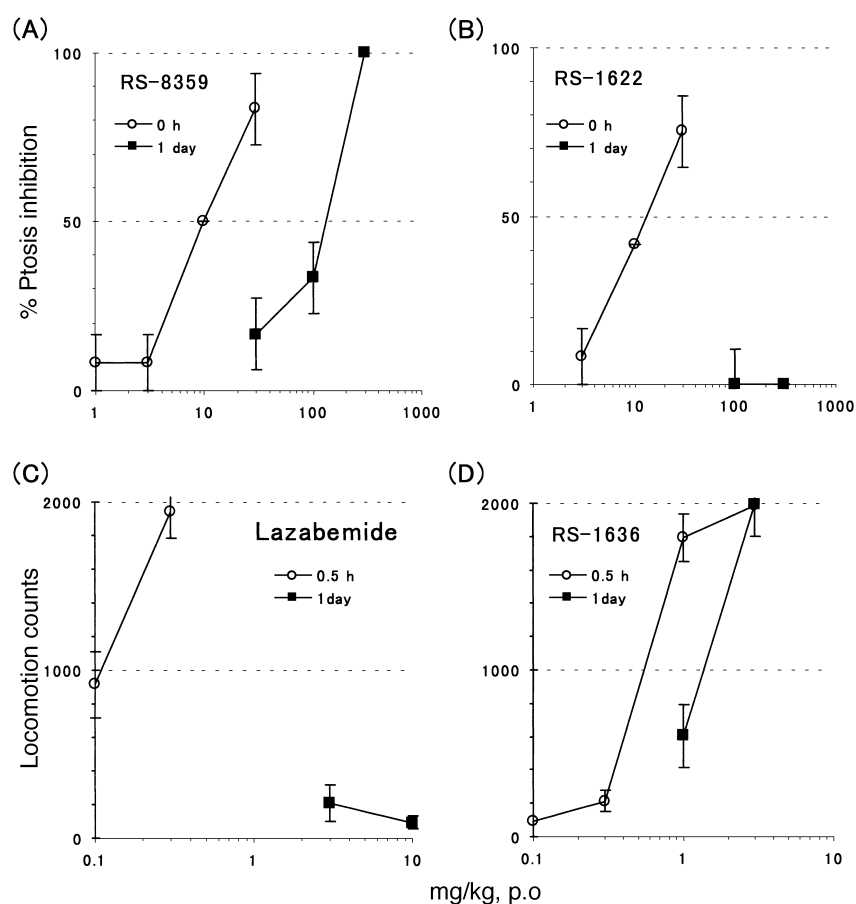 (A)
100
RS-8359
0 h
1 day
50
0
1 10 100 1000
% Ptosis inhibition
(B)
100
RS-1622
0 h
1 day
50
0
1 10 100 1000
(C)
2000
Lazabemide
0.5 h
1day
1000
0
0.1 1 10
Locomotion counts
(D)
2000
RS-1636
0.5 h
1day
1000
0
0.1 1 10
mg/kg, p.o